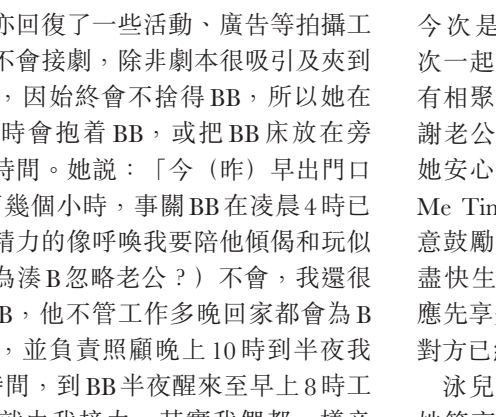 亦回復了一些活動、廣告等拍攝工
不會接劇，除非劇本很吸引及夾到
，因始終會不捨得BB，所以她在
時會抱着BB，或把BB床放在旁
時間。她說：「今（昨）早出門口
幾個小時，事關BB在凌晨4時已
精力的像呼喚我要陪他傾偈和玩似
為湊B忽略老公？）不會，我還很
B，他不管工作多晚回家都會為B
，並負責照顧晚上10時到半夜我
時間，到BB半夜醒來至早上8時工
今次是
次一起
有相聚
謝老公
她安心
Me Tim
意鼓勵
盡快生
應先享
對方已
泳兒